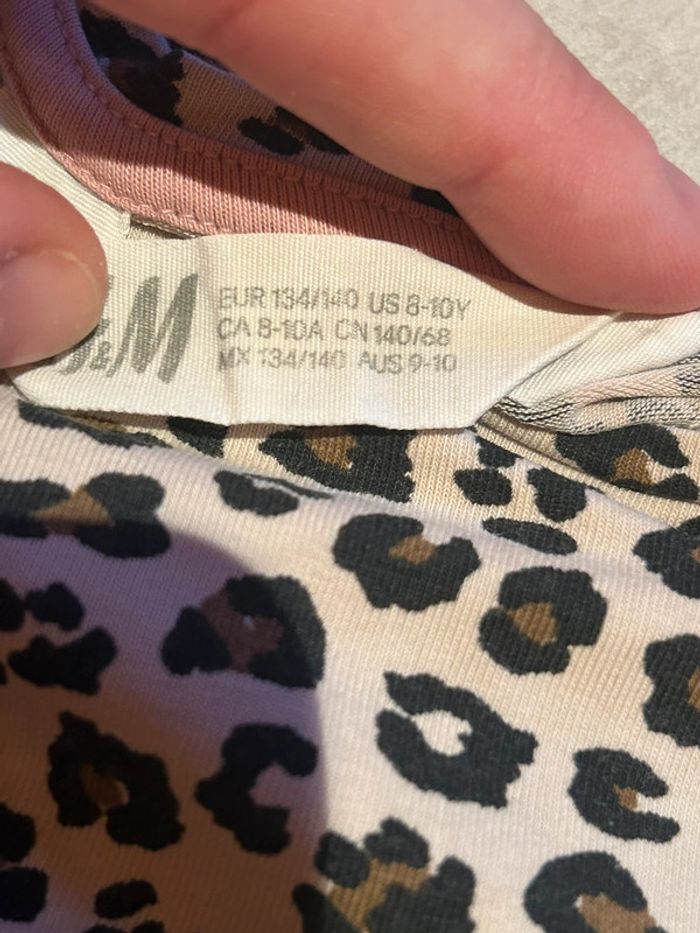 &M
EUR 134/140 US 8-10Y
CA 8-10A CN 140/68
MX 134/140 AUS 9-10